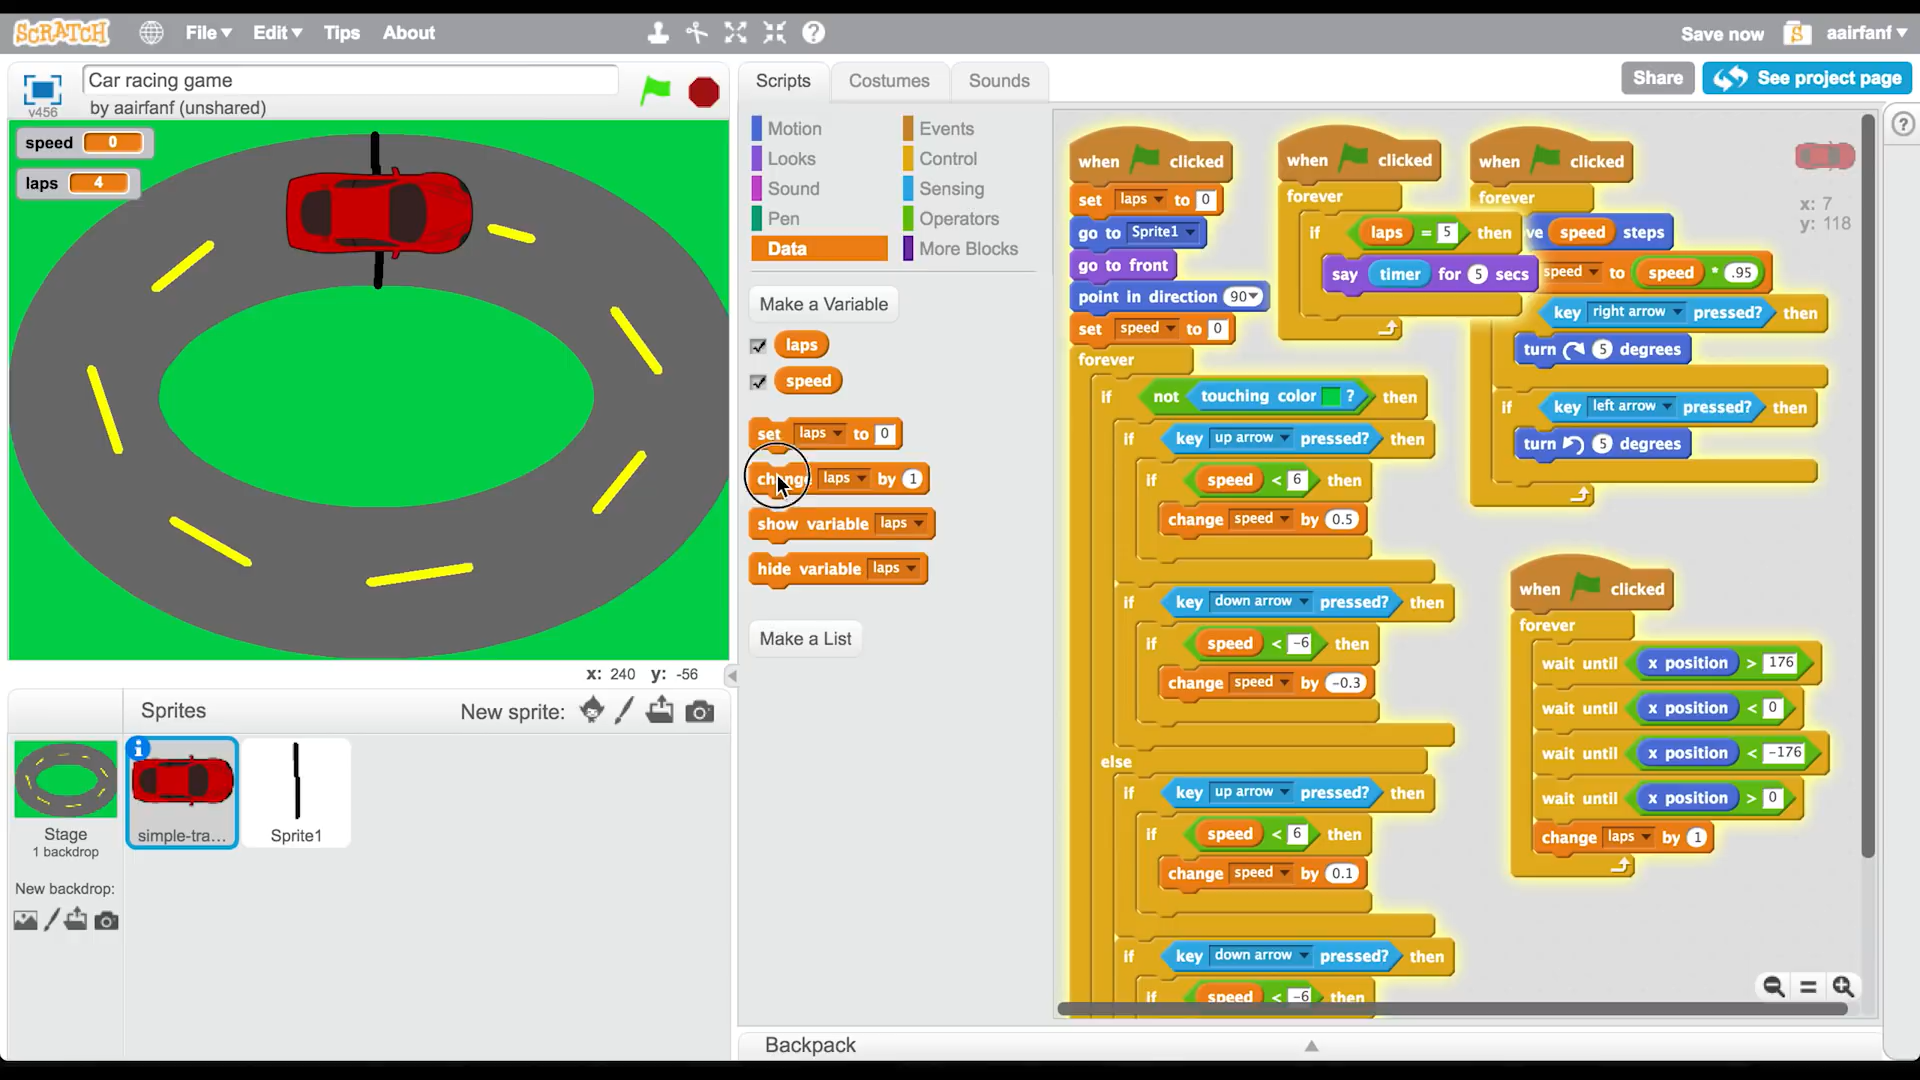 SCRATCH File Edit Tips About Save now aairfanf
v456
Car racing game
by aairfanf (unshared)
Scripts Costumes Sounds
Share See project page
speed 0
laps 4
x: 240 y: -56
Sprites New sprite:
Stage
1 backdrop
New backdrop:
simple-tra...
Sprite1
Motion Events
Looks Control
Sound Sensing
Pen Operators
Data More Blocks
Make a Variable
laps
speed
set laps to 0
change laps by 1
show variable laps
hide variable laps
Make a List
when clicked
set laps to 0
go to Sprite1
go to front
point in direction 90
set speed to 0
forever
if not touching color ? then
if key up arrow pressed? then
if speed < 6 then
change speed by 0.5
if key down arrow pressed? then
if speed < -6 then
change speed by -0.3
else
if key up arrow pressed? then
if speed < 6 then
change speed by 0.1
if key down arrow pressed? then
if speed < -6 then
when clicked
forever
if laps = 5 then
say timer for 5 secs
when clicked
forever
ve speed steps
speed to speed * .95
key right arrow pressed? then
turn 5 degrees
if key left arrow pressed? then
turn 5 degrees
when clicked
forever
wait until x position > 176
wait until x position < 0
wait until x position < -176
wait until x position > 0
change laps by 1
x: 7
y: 118
Backpack